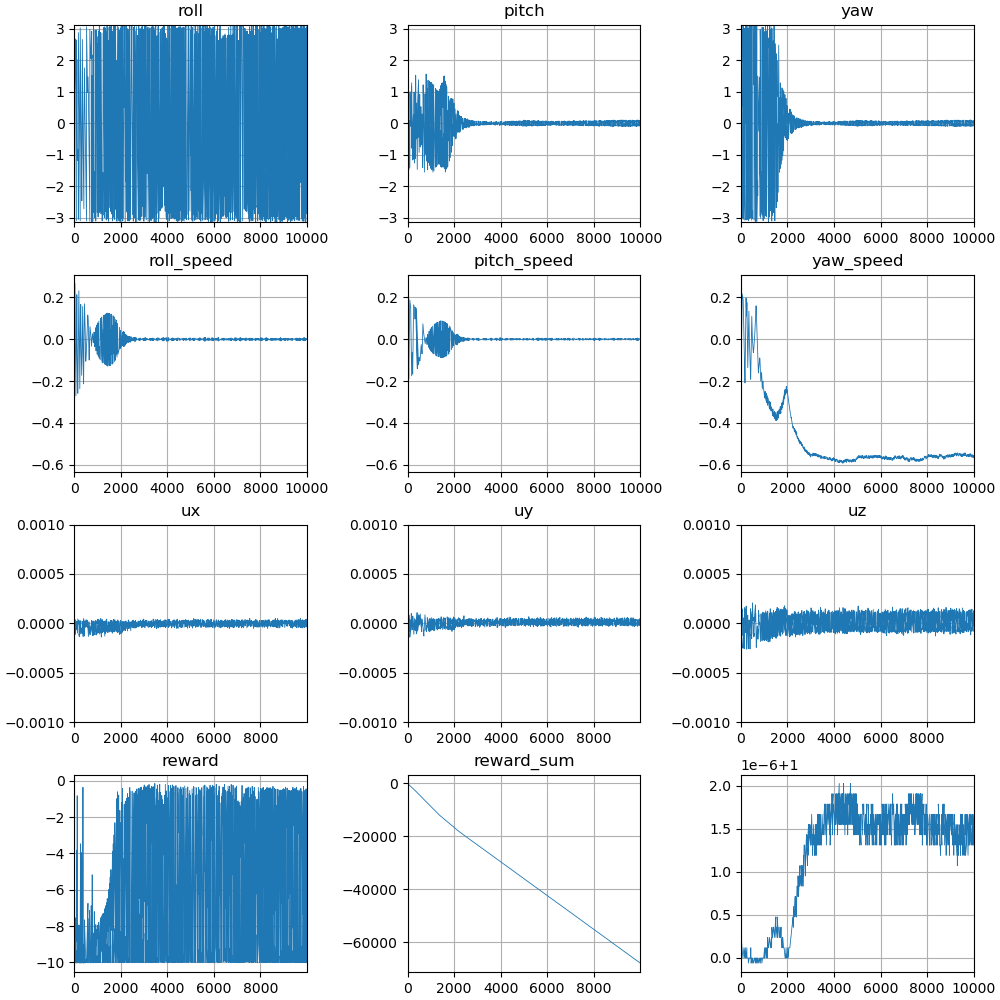 roll pitch yaw
3 3 3
2 2 2
1 1 1
0 0 0
−1 −1 −1
−2 −2 −2
−3 −3 −3
0 2000 4000 6000 8000 10000 0 2000 4000 6000 8000 10000 0 2000 4000 6000 8000 10000
roll_speed pitch_speed yaw_speed
0.2 0.2 0.2
0.0 0.0 0.0
−0.2 −0.2 −0.2
−0.4 −0.4 −0.4
−0.6 −0.6 −0.6
0 2000 4000 6000 8000 10000 0 2000 4000 6000 8000 10000 0 2000 4000 6000 8000 10000
ux uy uz
0.0010 0.0010 0.0010
0.0005 0.0005 0.0005
0.0000 0.0000 0.0000
−0.0005 −0.0005 −0.0005
−0.0010 −0.0010 −0.0010
0 2000 4000 6000 8000 0 2000 4000 6000 8000 0 2000 4000 6000 8000
reward reward_sum 1e−6+1
0 0 2.0
−2 −20000 1.5
−4 −40000 1.0
−6 −60000 0.5
−8 0.0
−10
0 2000 4000 6000 8000 0 2000 4000 6000 8000 0 2000 4000 6000 8000 10000